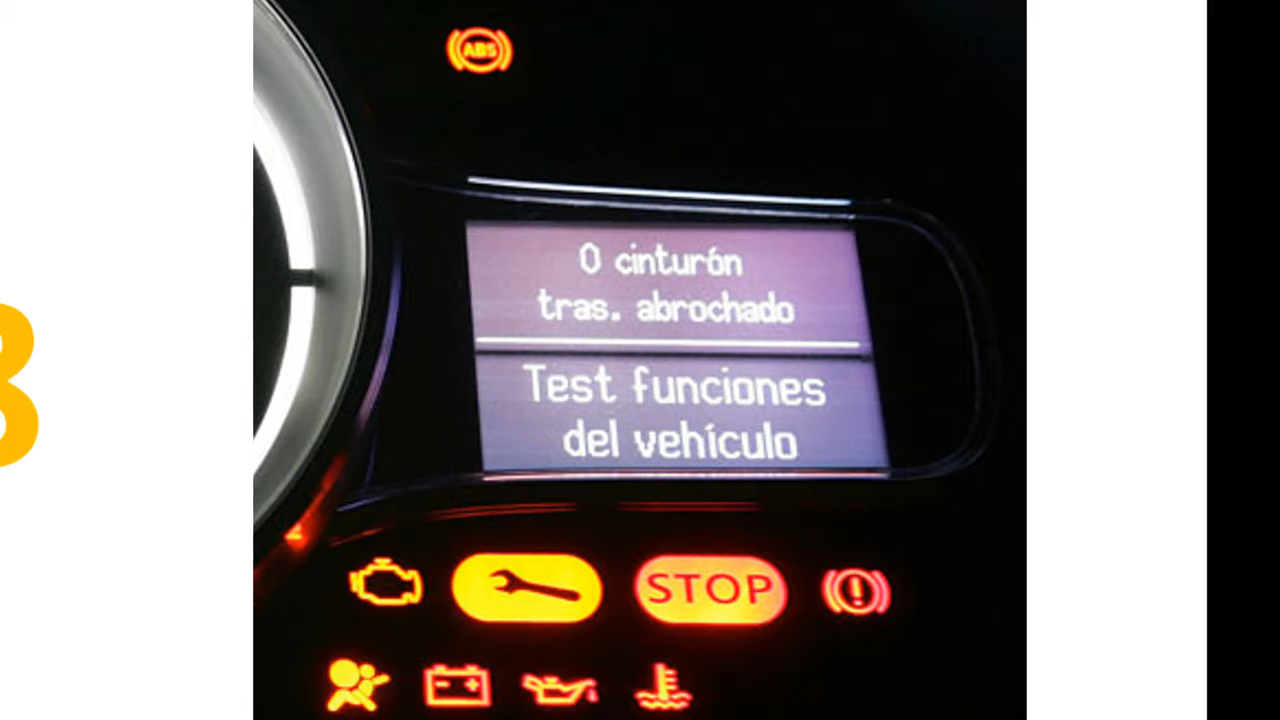 ABS
0 cinturón
tras. abrochado
Test funciones
del vehículo
STOP